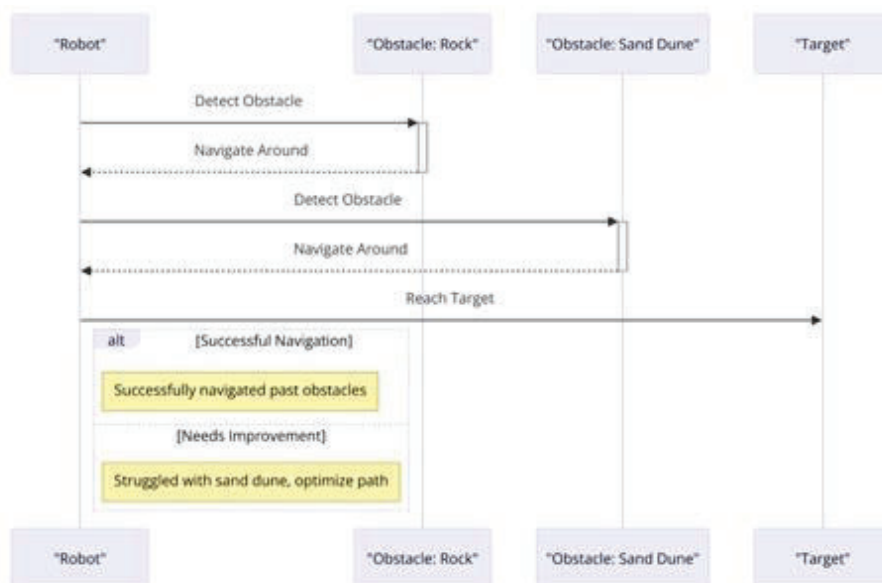 "Robot"
"Obstacle: Rock"
"Obstacle: Sand Dune"
"Target"
Detect Obstacle
Navigate Around
Detect Obstacle
Navigate Around
Reach Target
alt
[Successful Navigation]
Successfully navigated past obstacles
[Needs Improvement]
Struggled with sand dune, optimize path
"Robot"
"Obstacle: Rock"
"Obstacle: Sand Dune"
"Target"